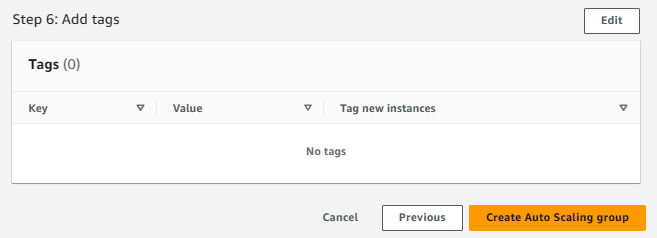 Step 6: Add tags
Edit
Tags (0)
Key Value Tag new instances
No tags
Cancel Previous Create Auto Scaling group